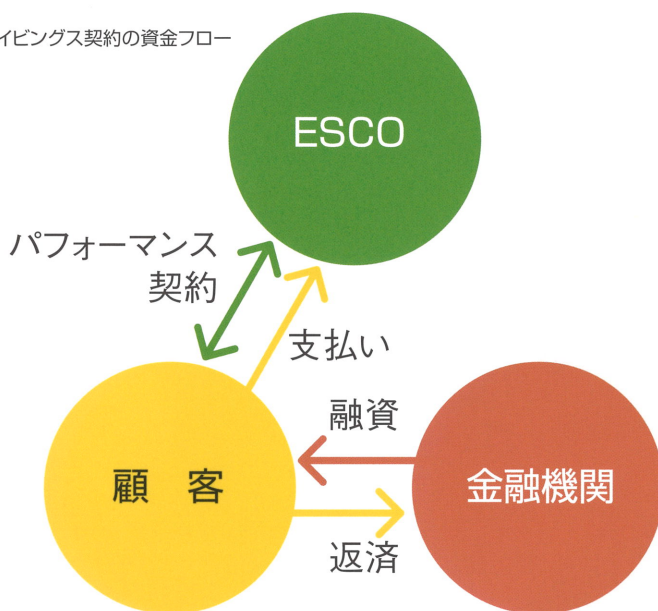 イビングス契約の資金フロー
ESCO
パフォーマンス
契約
支払い
融資
顧 客
金融機関
返済